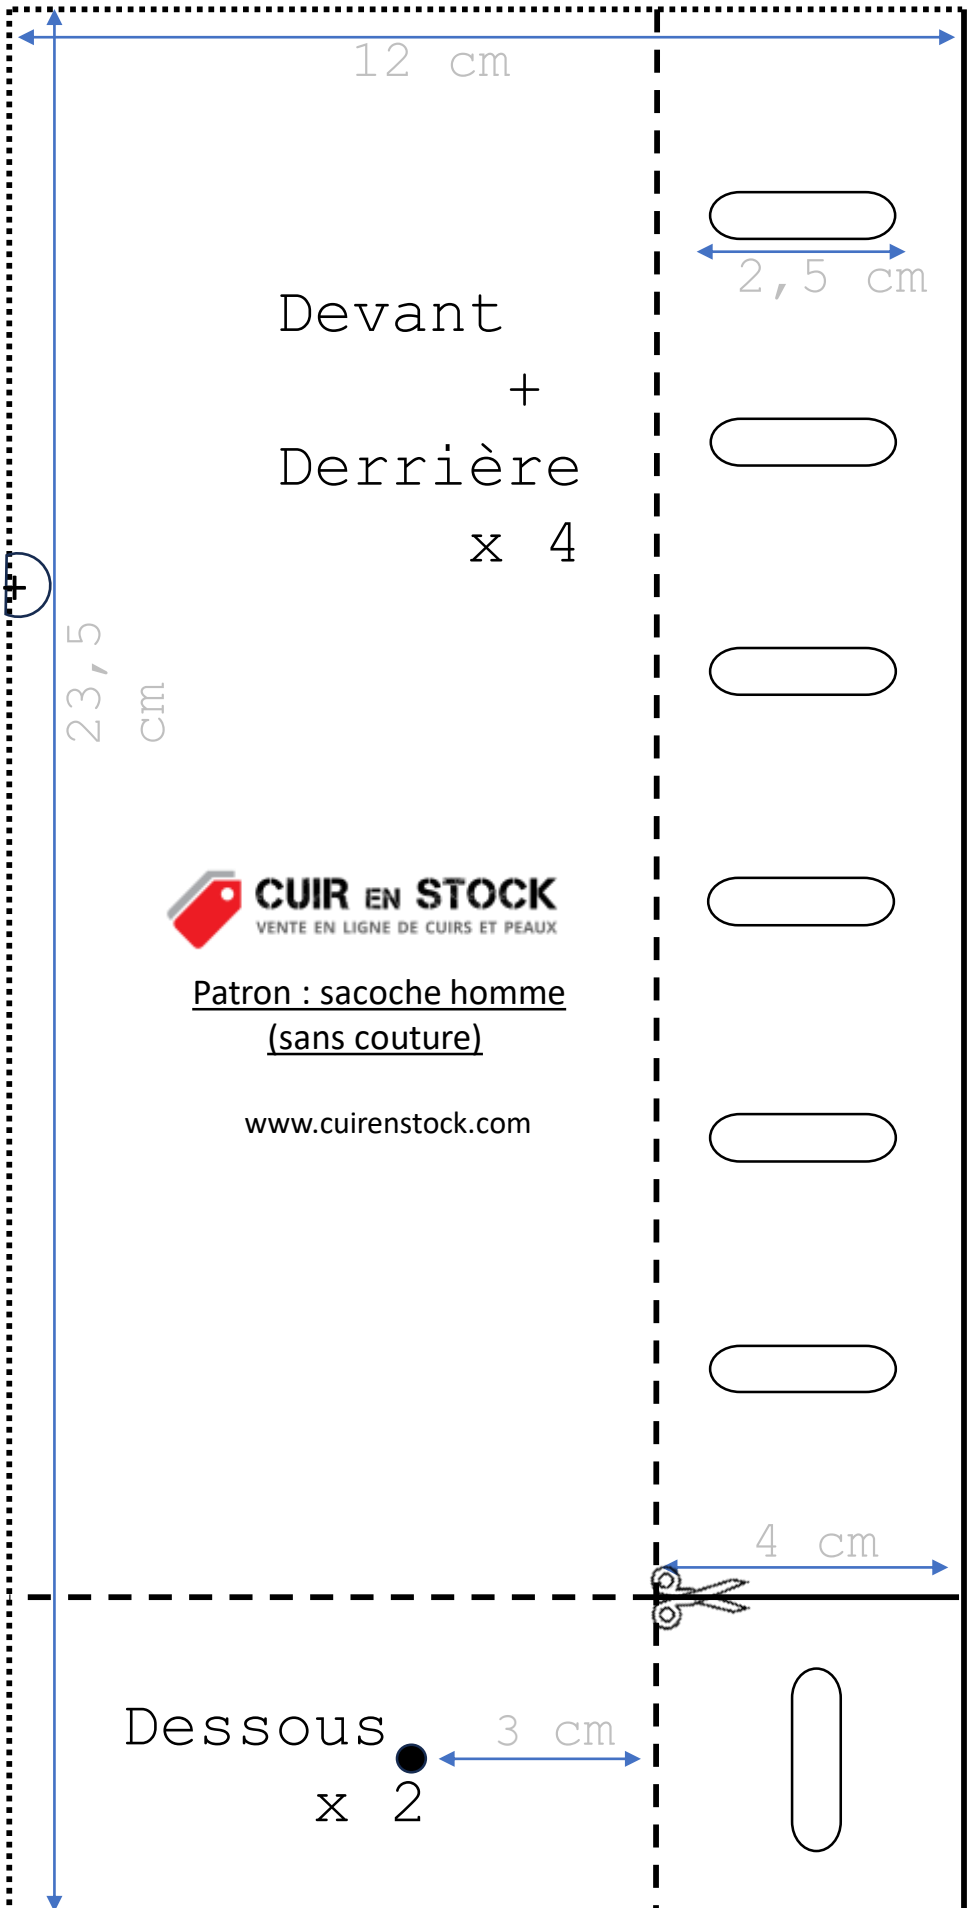 12 cm
2,5 cm
Devant
+
Derrière
x 4
23,5
cm
CUIR EN STOCK
VENTE EN LIGNE DE CUIRS ET PEAUX
Patron : sacoche homme
(sans couture)
www.cuirenstock.com
4 cm
Dessous
3 cm
x 2